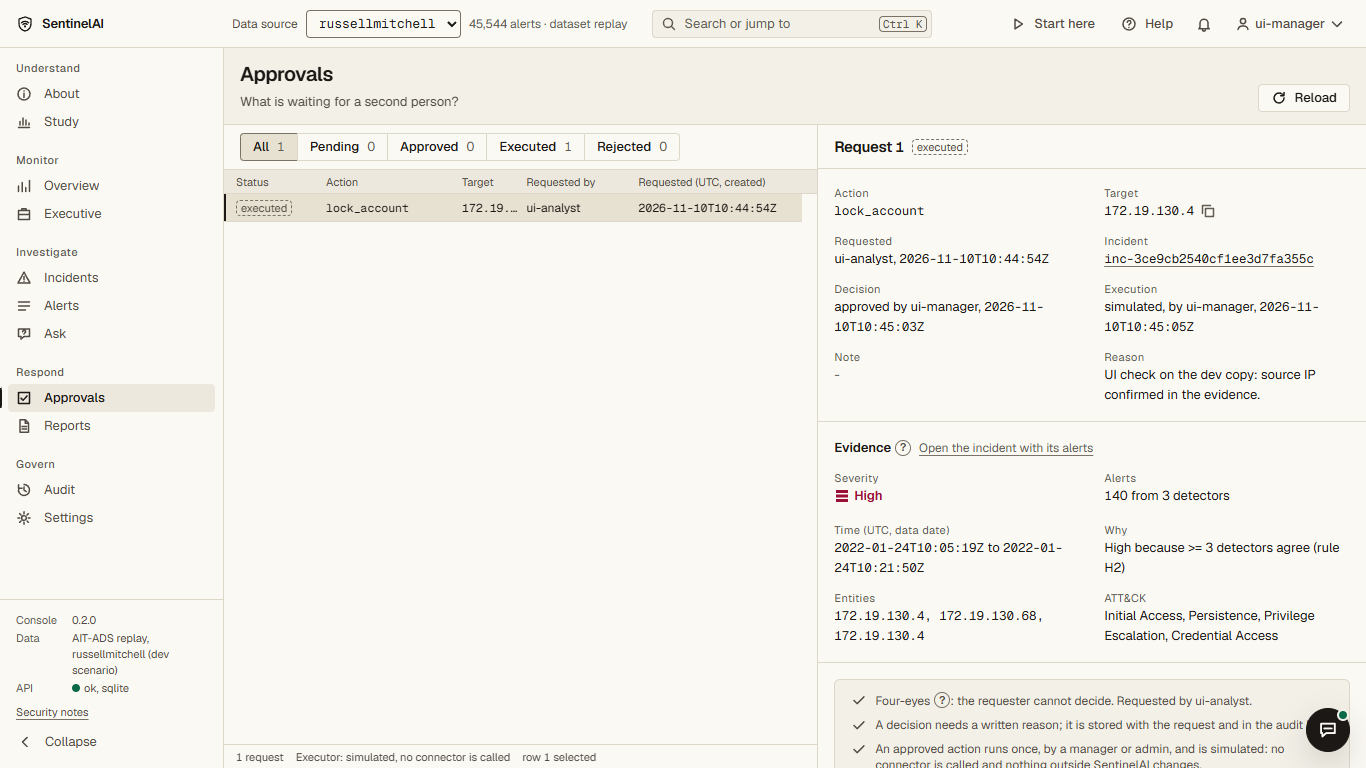 SentinelAI
Data source
russellmitchell
45,544 alerts · dataset replay
Search or jump to
Ctrl K
Start here
Help
ui-manager
Understand
About
Study
Monitor
Overview
Executive
Investigate
Incidents
Alerts
Ask
Respond
Approvals
Reports
Govern
Audit
Settings
Console 0.2.0
Data AIT-ADS replay,
russellmitchell (dev
scenario)
API ok, sqlite
Security notes
Collapse
Approvals
What is waiting for a second person?
Reload
All 1
Pending 0
Approved 0
Executed 1
Rejected 0
Status Action Target Requested by Requested (UTC, created)
executed lock_account 172.19.… ui-analyst 2026-11-10T10:44:54Z
1 request Executor: simulated, no connector is called row 1 selected
Request 1 executed
Action
lock_account
Target
172.19.130.4
Requested
ui-analyst, 2026-11-10T10:44:54Z
Incident
inc-3ce9cb2540cf1ee3d7fa355c
Decision
approved by ui-manager, 2026-11-
10T10:45:03Z
Execution
simulated, by ui-manager, 2026-11-
10T10:45:05Z
Note
-
Reason
UI check on the dev copy: source IP
confirmed in the evidence.
Evidence ? Open the incident with its alerts
Severity
High
Alerts
140 from 3 detectors
Time (UTC, data date)
2022-01-24T10:05:19Z to 2022-01-
24T10:21:50Z
Why
High because >= 3 detectors agree (rule
H2)
Entities
172.19.130.4, 172.19.130.68,
172.19.130.4
ATT&CK
Initial Access, Persistence, Privilege
Escalation, Credential Access
Four-eyes ?: the requester cannot decide. Requested by ui-analyst.
A decision needs a written reason; it is stored with the request and in the audit
An approved action runs once, by a manager or admin, and is simulated: no
connector is called and nothing outside SentinelAI changes.